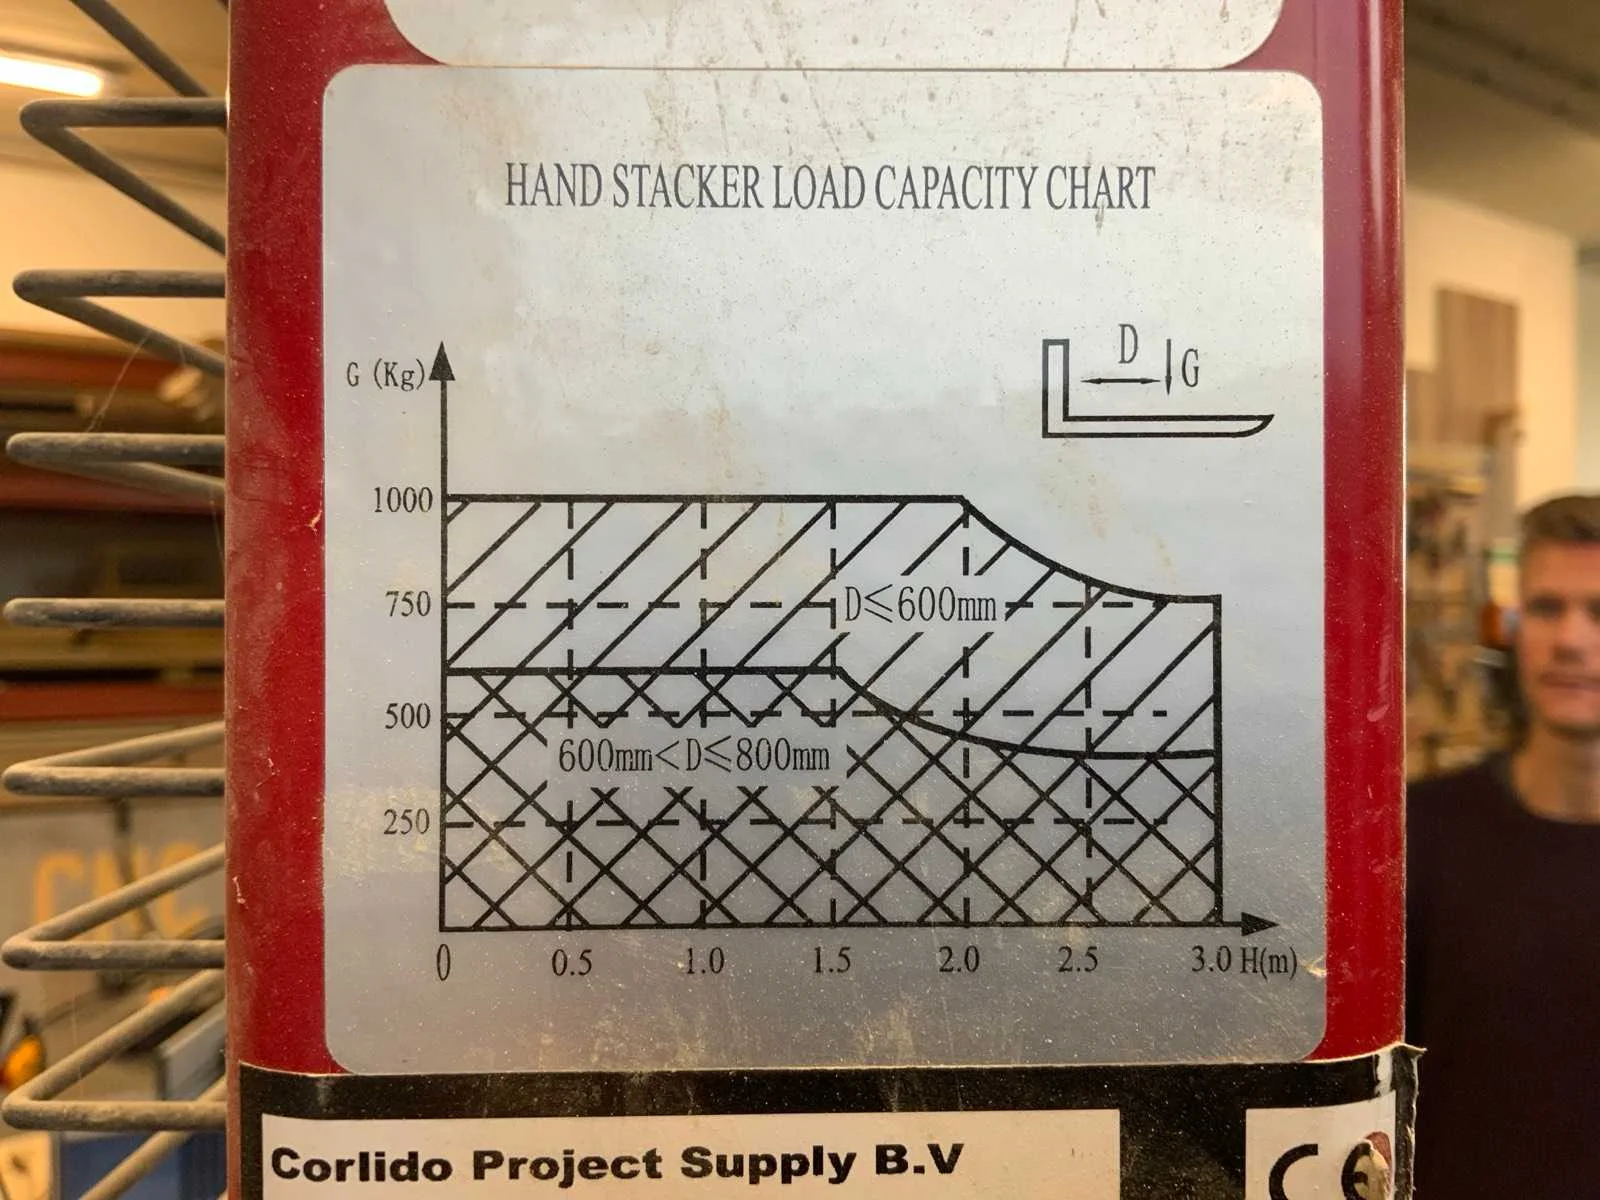 HAND STACKER LOAD CAPACITY CHART
D
G
G (Kg)
1000
750
D≤600mm
500
600mm<D≤800mm
250
0 0.5 1.0 1.5 2.0 2.5 3.0 H(m)
CNC
Corlido Project Supply B.V
CE